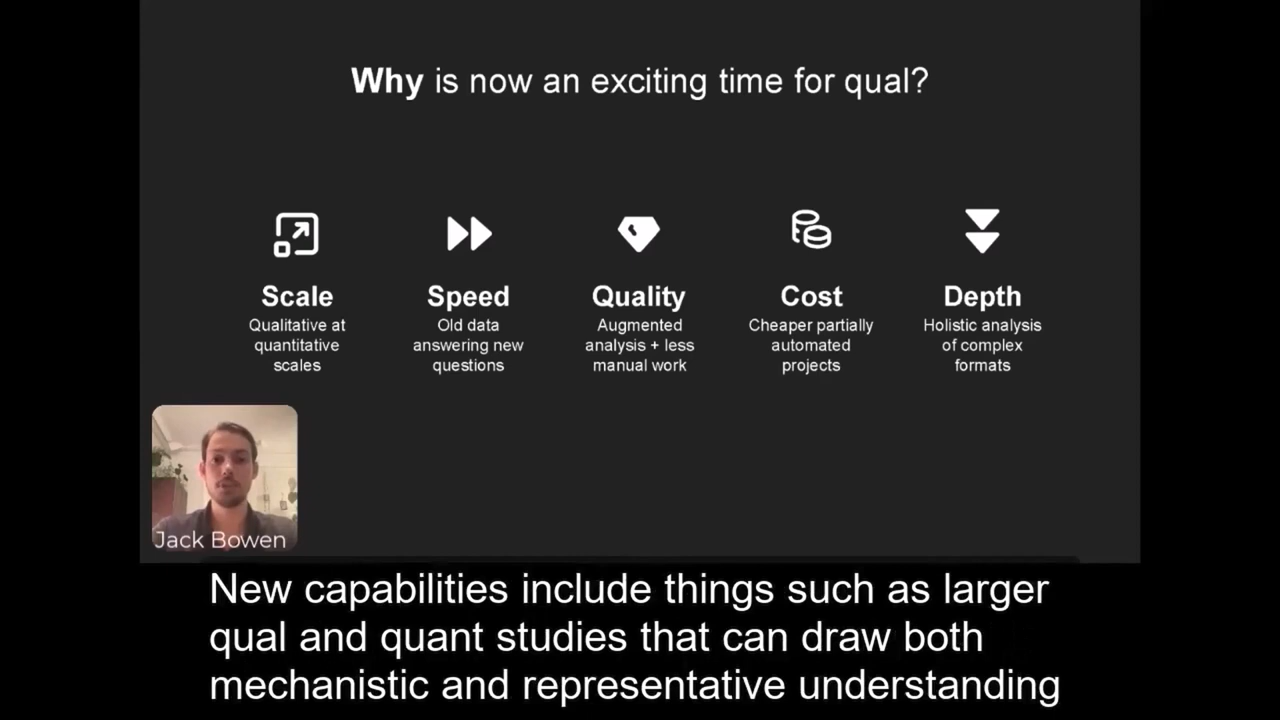 Why is now an exciting time for qual?
Scale
Qualitative at
quantitative
scales
Speed
Old data
answering new
questions
Quality
Augmented
analysis + less
manual work
Cost
Cheaper partially
automated
projects
Depth
Holistic analysis
of complex
formats
Jack Bowen
New capabilities include things such as larger
qual and quant studies that can draw both
mechanistic and representative understanding